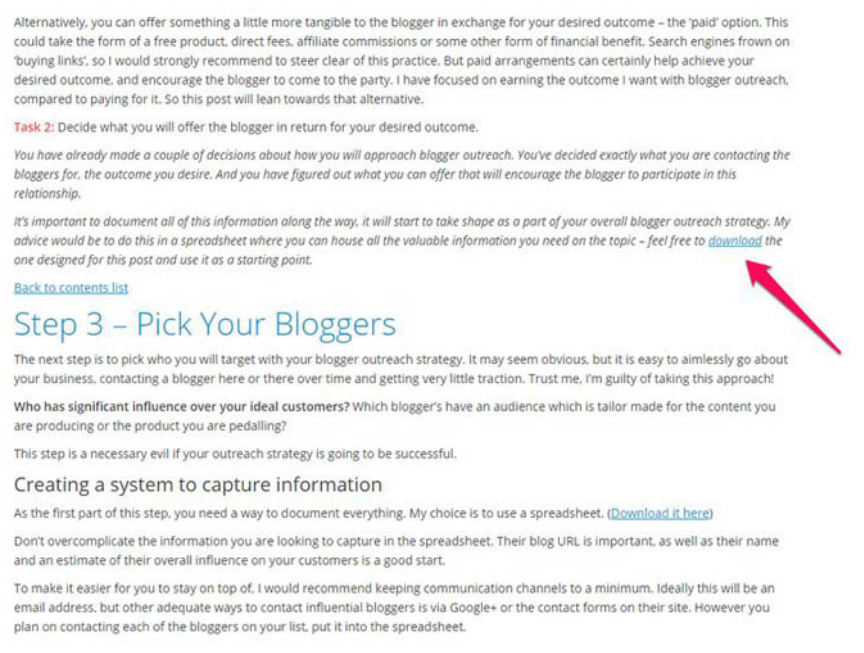 Alternatively, you can offer something a little more tangible to the blogger in exchange for your desired outcome – the 'paid' option. This
could take the form of a free product, direct fees, affiliate commissions or some other form of financial benefit. Search engines frown on
'buying links', so I would strongly recommend to steer clear of this practice. But paid arrangements can certainly help achieve your
desired outcome, and encourage the blogger to come to the party. I have focused on earning the outcome I want with blogger outreach,
compared to paying for it. So this post will lean towards that alternative.
Task 2: Decide what you will offer the blogger in return for your desired outcome.
You have already made a couple of decisions about how you will approach blogger outreach. You've decided exactly what you are contacting the
bloggers for, the outcome you desire. And you have figured out what you can offer that will encourage the blogger to participate in this
relationship.
It's important to document all of this information along the way, it will start to take shape as a part of your overall blogger outreach strategy. My
advice would be to do this in a spreadsheet where you can house all the valuable information you need on the topic – feel free to download the
one designed for this post and use it as a starting point.
Back to contents list
Step 3 – Pick Your Bloggers
The next step is to pick who you will target with your blogger outreach strategy. It may seem obvious, but it is easy to aimlessly go about
your business, contacting a blogger here or there over time and getting very little traction. Trust me, I'm guilty of taking this approach!
Who has significant influence over your ideal customers? Which blogger's have an audience which is tailor made for the content you
are producing or the product you are pedalling?
This step is a necessary evil if your outreach strategy is going to be successful.
Creating a system to capture information
As the first part of this step, you need a way to document everything. My choice is to use a spreadsheet. (Download it here)
Don't overcomplicate the information you are looking to capture in the spreadsheet. Their blog URL is important, as well as their name
and an estimate of their overall influence on your customers is a good start.
To make it easier for you to stay on top of, I would recommend keeping communication channels to a minimum. Ideally this will be an
email address, but other adequate ways to contact influential bloggers is via Google+ or the contact forms on their site. However you
plan on contacting each of the bloggers on your list, put it into the spreadsheet.